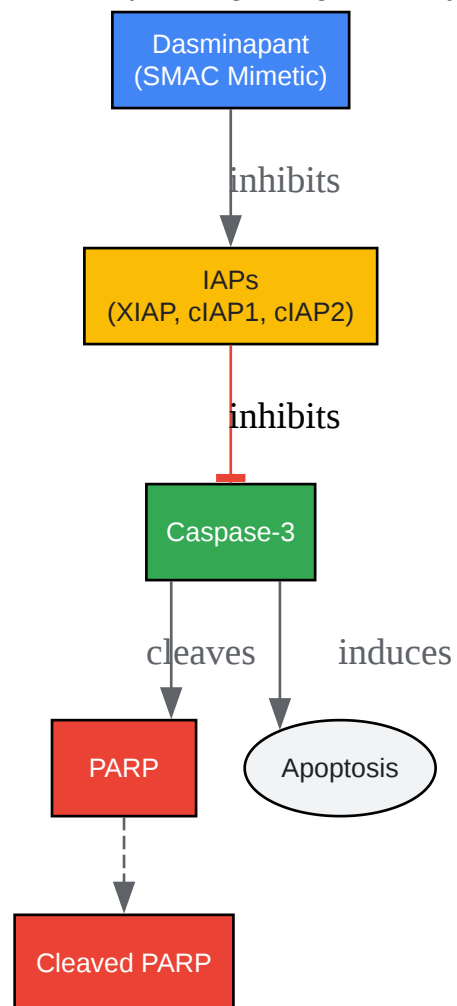 Dasminapant
(SMAC Mimetic)
inhibits
IAPs
(XIAP, cIAP1, cIAP2)
inhibits
Caspase-3
cleaves
induces
PARP
Apoptosis
Cleaved PARP